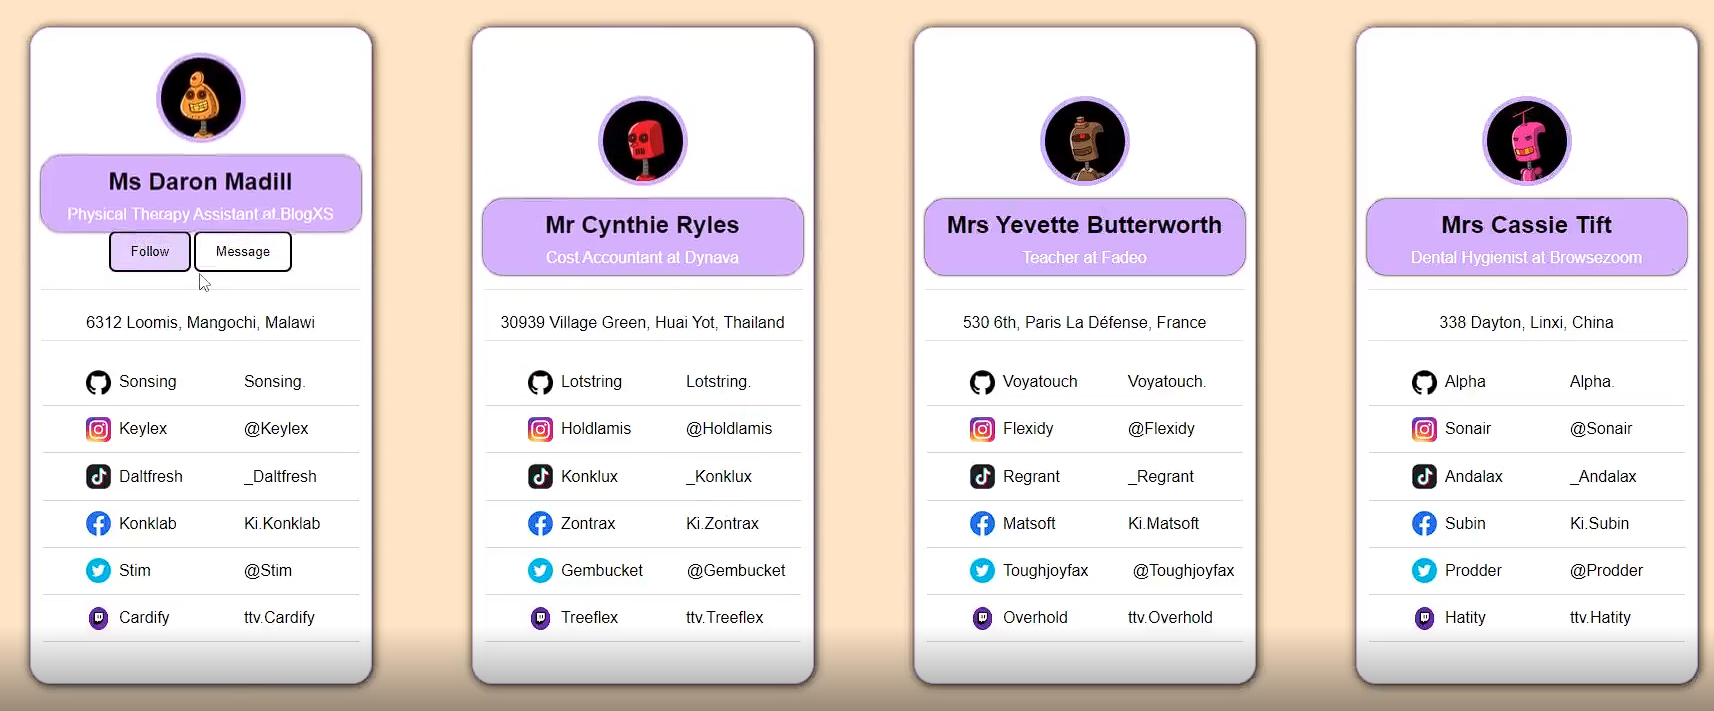 Ms Daron Madill
Physical Therapy Assistant at BlogXS
Follow Message
6312 Loomis, Mangochi, Malawi
Sonsing Sonsing.
Keylex @Keylex
Daltfresh _Daltfresh
Konklab Ki.Konklab
Stim @Stim
Cardify ttv.Cardify
Mr Cynthie Ryles
Cost Accountant at Dynava
30939 Village Green, Huai Yot, Thailand
Lotstring Lotstring.
Holdlamis @Holdlamis
Konklux _Konklux
Zontrax Ki.Zontrax
Gembucket @Gembucket
Treeflex ttv.Treeflex
Mrs Yevette Butterworth
Teacher at Fadeo
530 6th, Paris La Défense, France
Voyatouch Voyatouch.
Flexidy @Flexidy
Regrant _Regrant
Matsoft Ki.Matsoft
Toughjoyfax @Toughjoyfax
Overhold ttv.Overhold
Mrs Cassie Tift
Dental Hygienist at Browsezoom
338 Dayton, Linxi, China
Alpha Alpha.
Sonair @Sonair
Andalax _Andalax
Subin Ki.Subin
Prodder @Prodder
Hatity ttv.Hatity